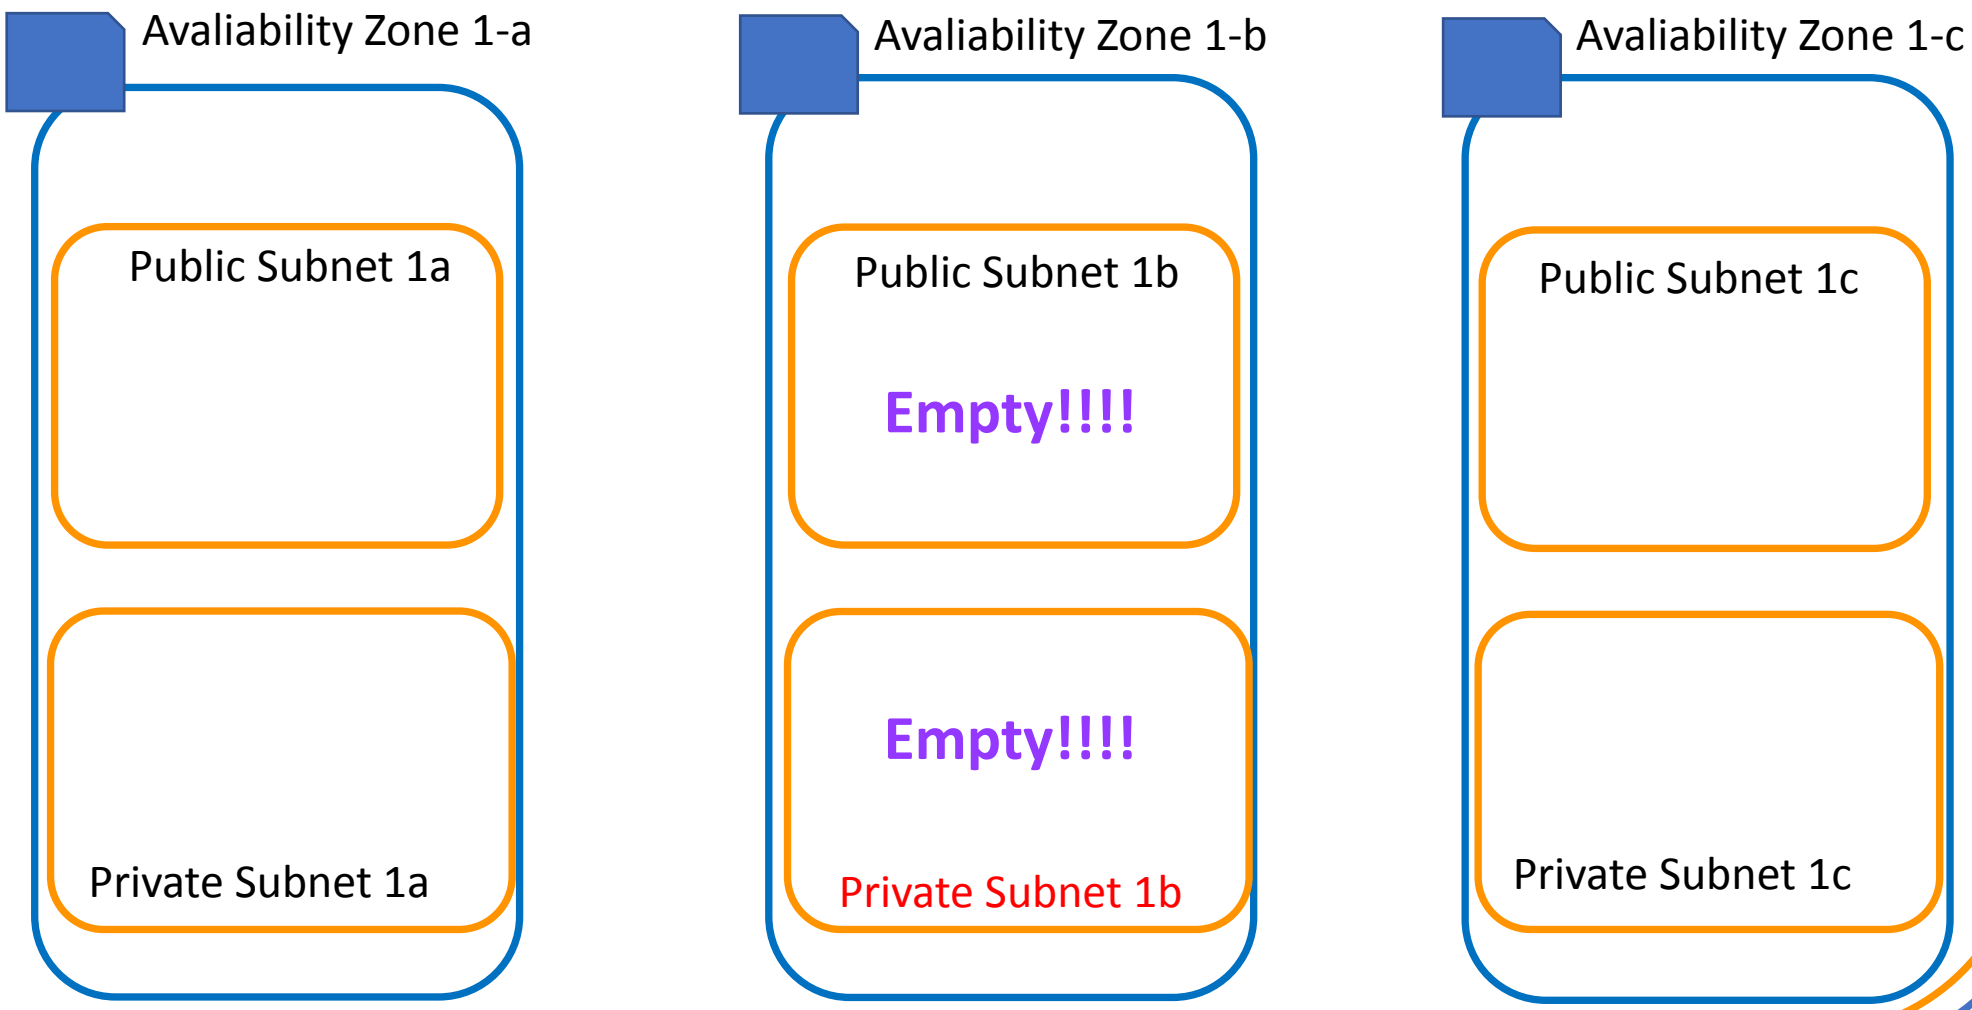 Avaliability Zone 1-a
Public Subnet 1a
Private Subnet 1a
Avaliability Zone 1-b
Public Subnet 1b
Empty!!!!
Empty!!!!
Private Subnet 1b
Avaliability Zone 1-c
Public Subnet 1c
Private Subnet 1c